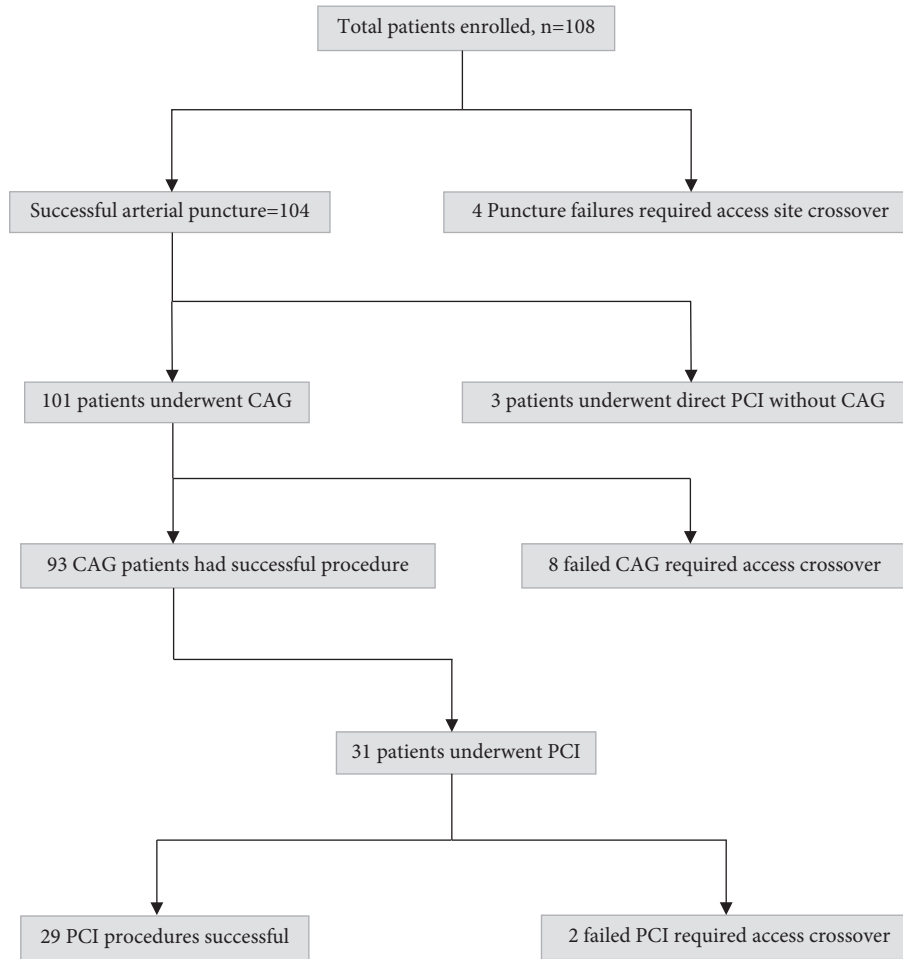 Total patients enrolled, n=108
Successful arterial puncture=104
4 Puncture failures required access site crossover
101 patients underwent CAG
3 patients underwent direct PCI without CAG
93 CAG patients had successful procedure
8 failed CAG required access crossover
31 patients underwent PCI
29 PCI procedures successful
2 failed PCI required access crossover